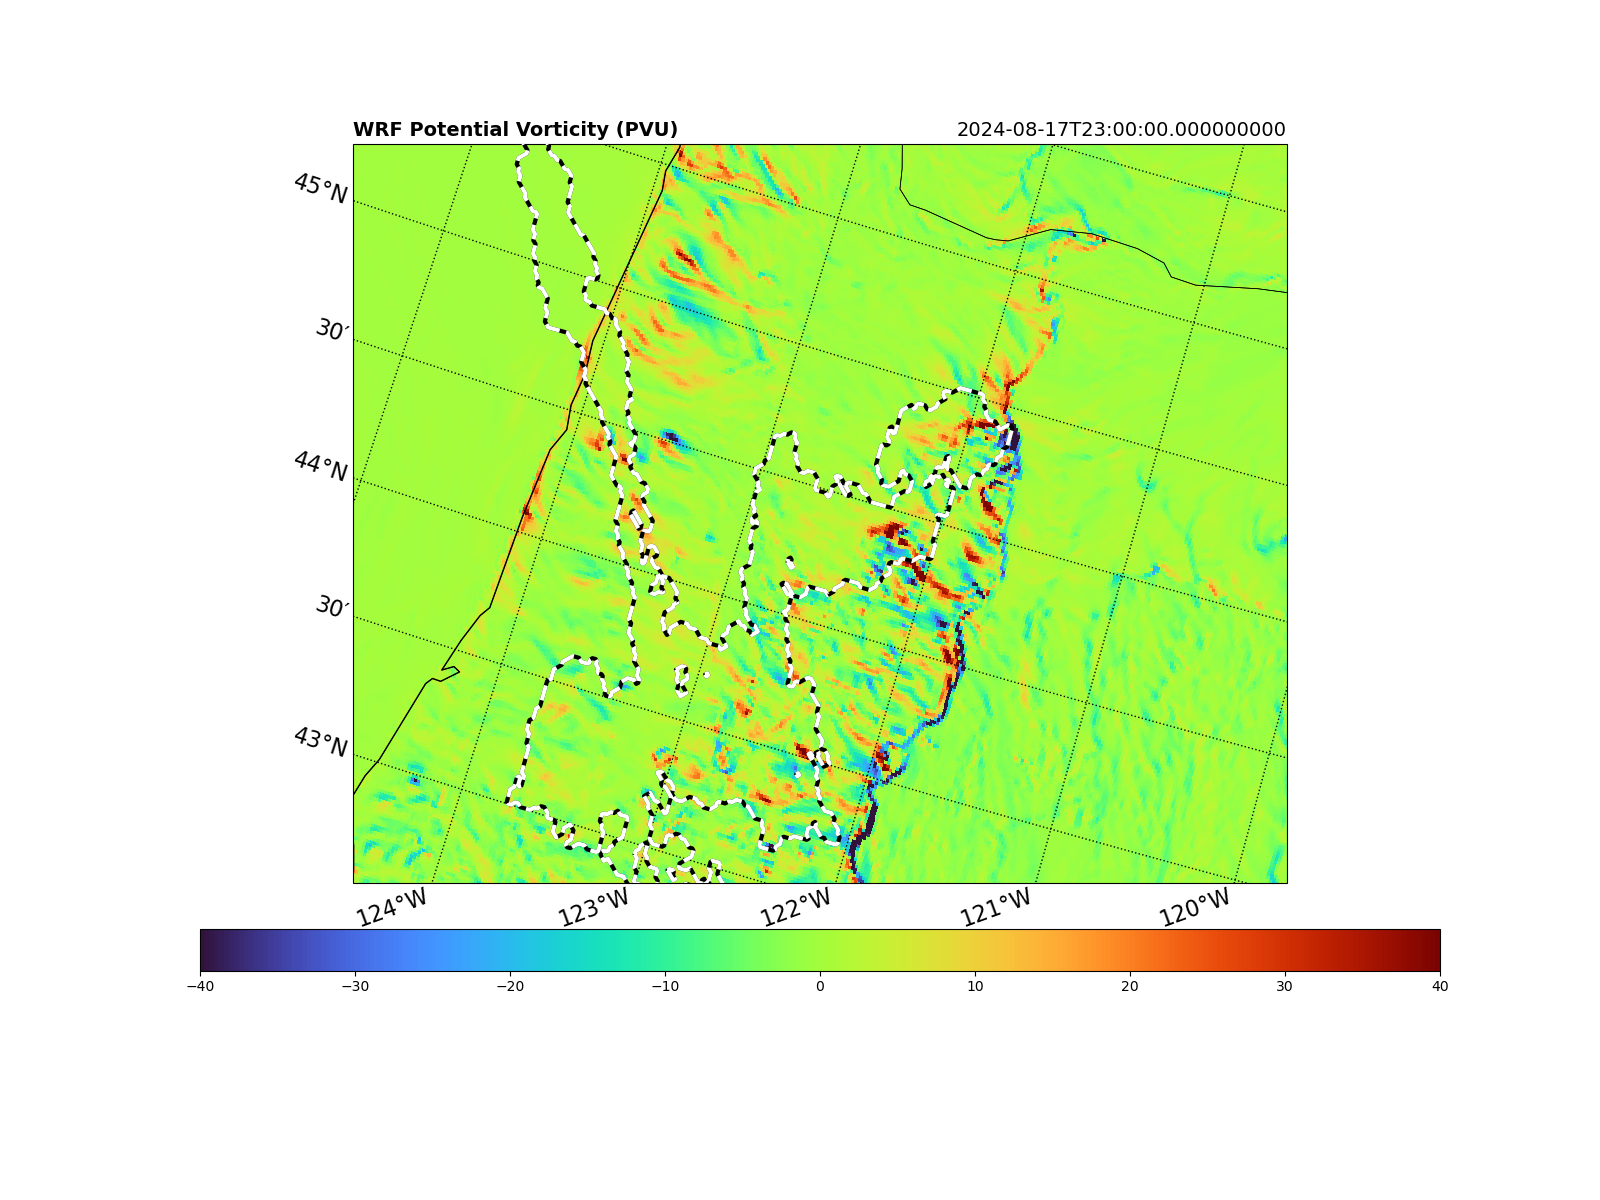 WRF Potential Vorticity (PVU)
2024-08-17T23:00:00.000000000
45°N
30′
44°N
30′
43°N
124°W
123°W
122°W
121°W
120°W
−40
−30
−20
−10
0
10
20
30
40